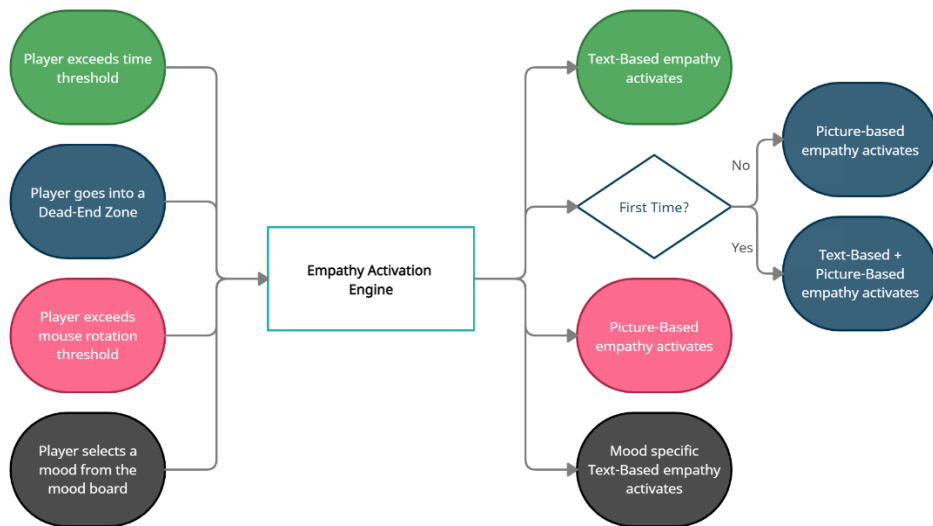 Player exceeds time
threshold
Player goes into a
Dead-End Zone
Player exceeds
mouse rotation
threshold
Player selects a
mood from the
mood board
Empathy Activation
Engine
Text-Based empathy
activates
First Time?
No
Yes
Picture-based
empathy activates
Text-Based +
Picture-Based
empathy activates
Picture-Based
empathy activates
Mood specific
Text-Based empathy
activates